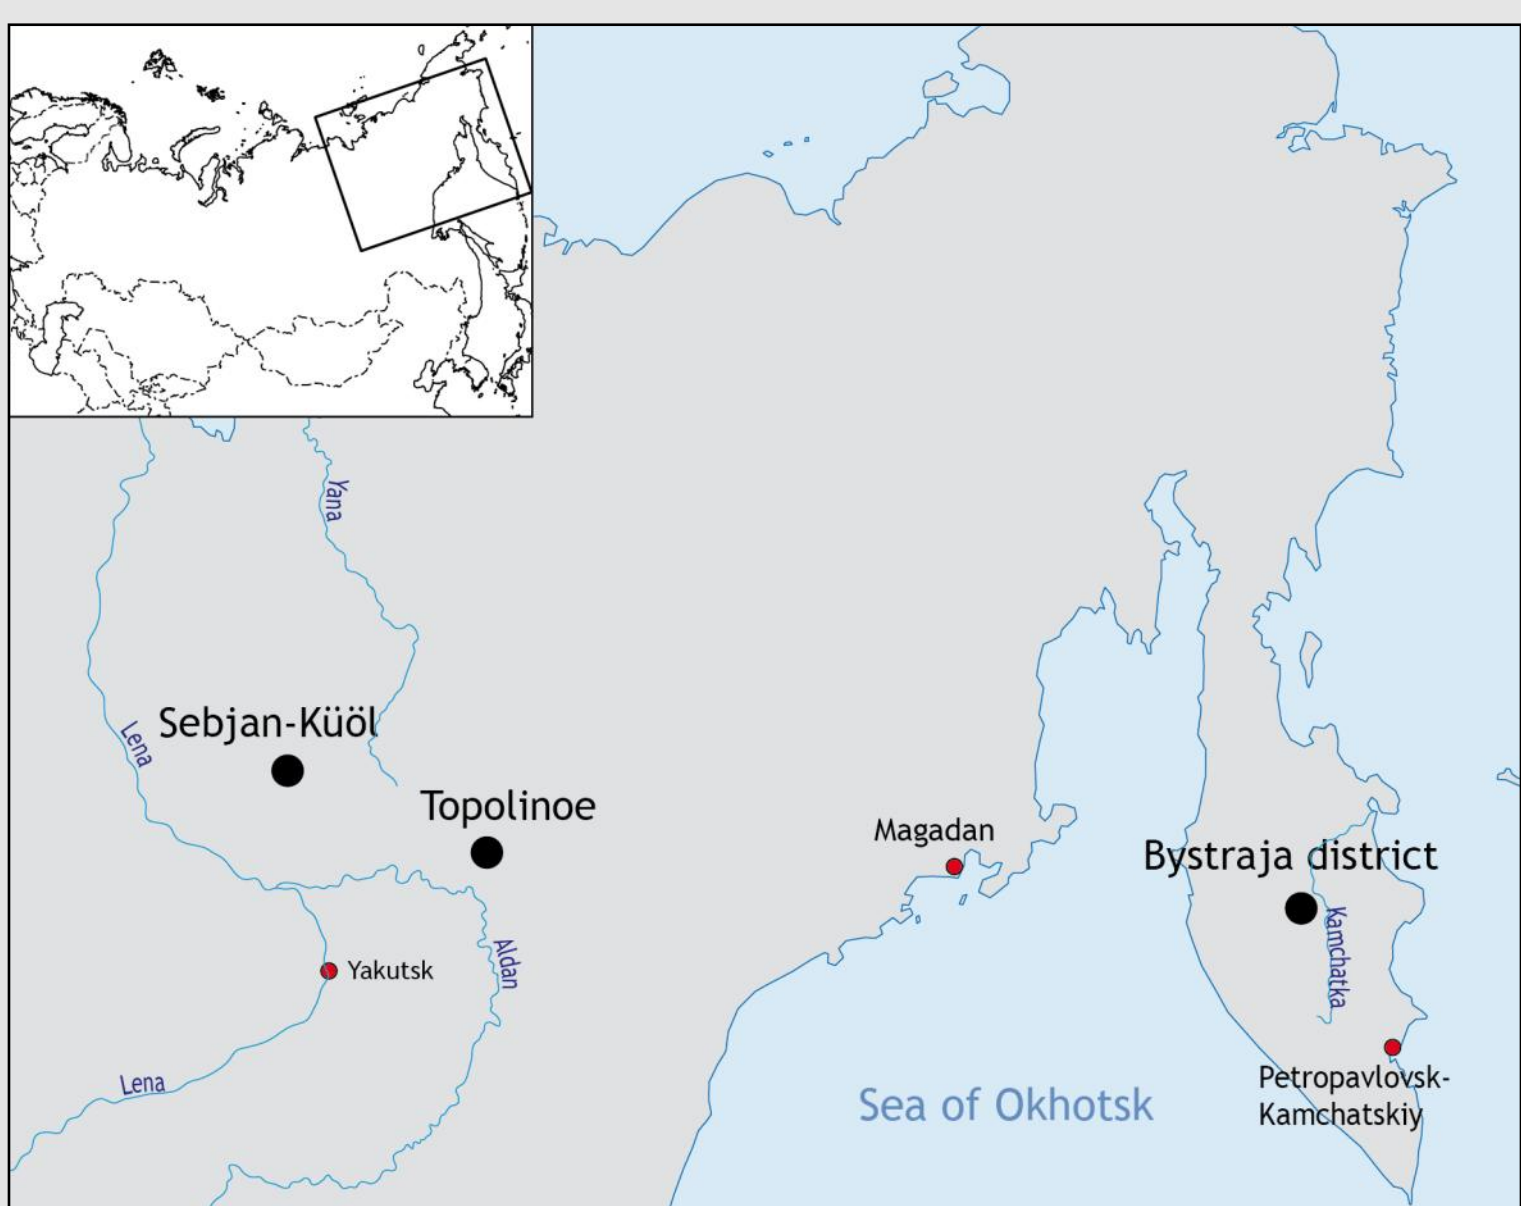 Yana
Sebjan-Küöl
Lena
Topolinoe
Magadan
Bystraja district
Kamchatka
Aldan
Yakutsk
Lena
Sea of Okhotsk
Petropavlovsk-
Kamchatskiy